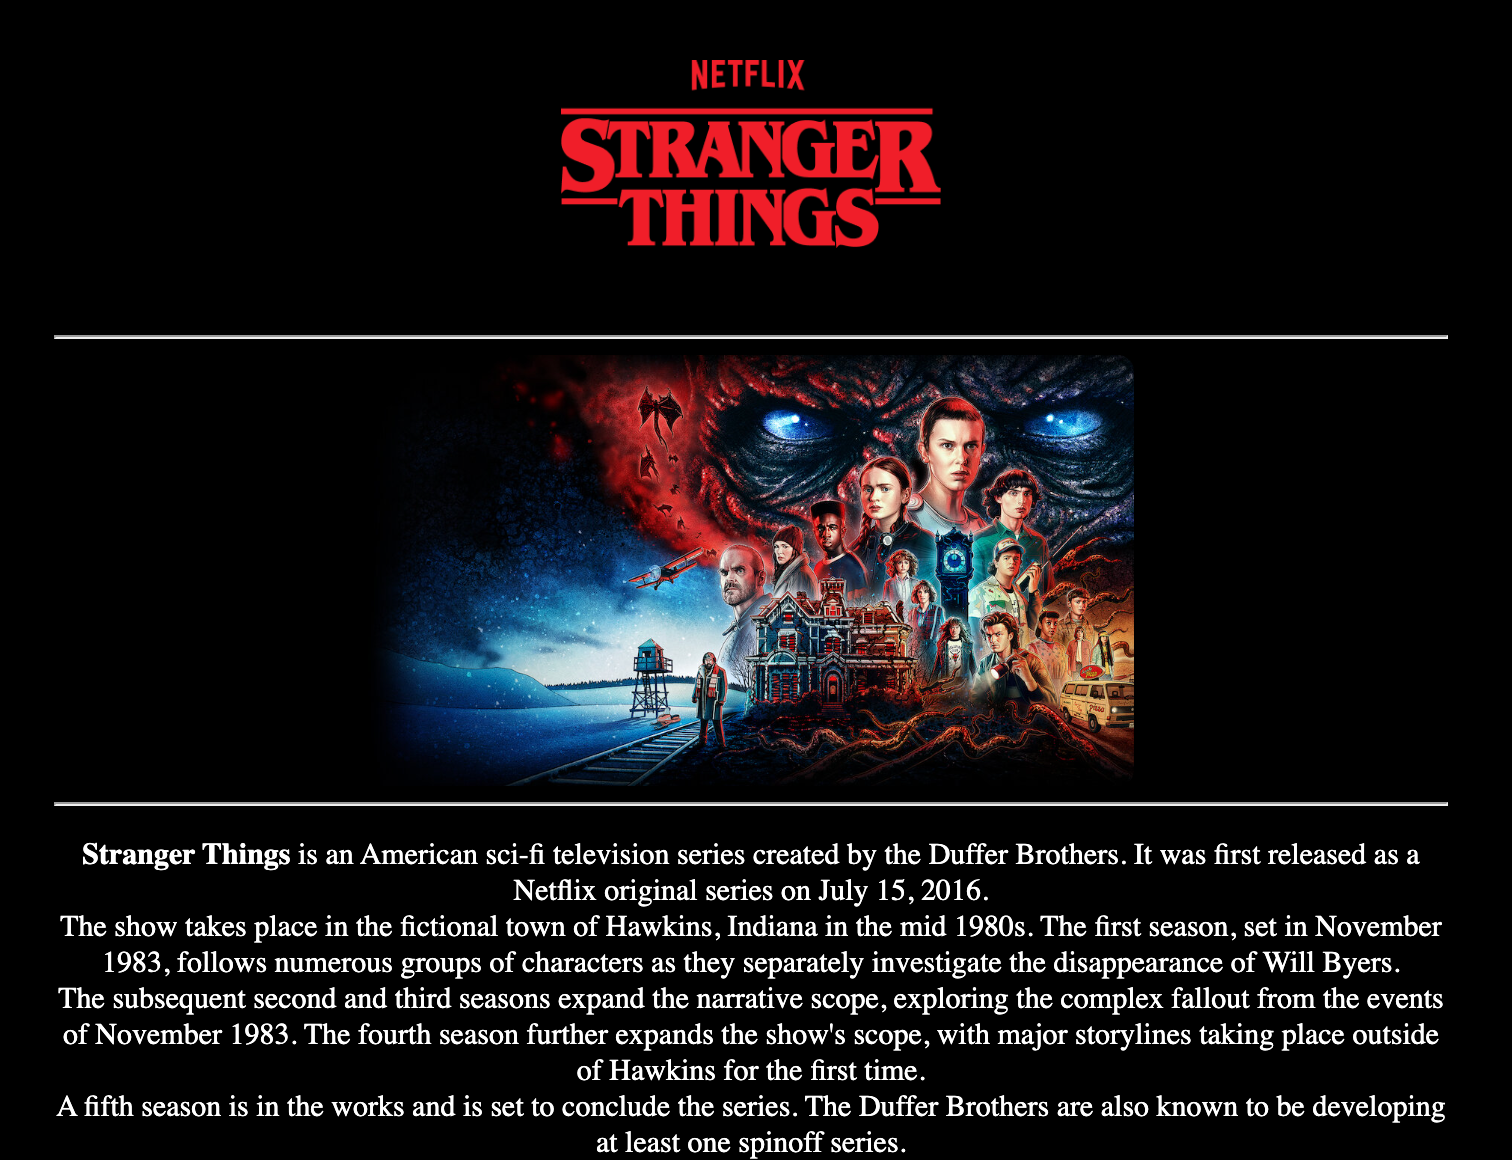 NETFLIX
STRANGER
THINGS
Stranger Things is an American sci-fi television series created by the Duffer Brothers. It was first released as a
Netflix original series on July 15, 2016.
The show takes place in the fictional town of Hawkins, Indiana in the mid 1980s. The first season, set in November
1983, follows numerous groups of characters as they separately investigate the disappearance of Will Byers.
The subsequent second and third seasons expand the narrative scope, exploring the complex fallout from the events
of November 1983. The fourth season further expands the show's scope, with major storylines taking place outside
of Hawkins for the first time.
A fifth season is in the works and is set to conclude the series. The Duffer Brothers are also known to be developing
at least one spinoff series.